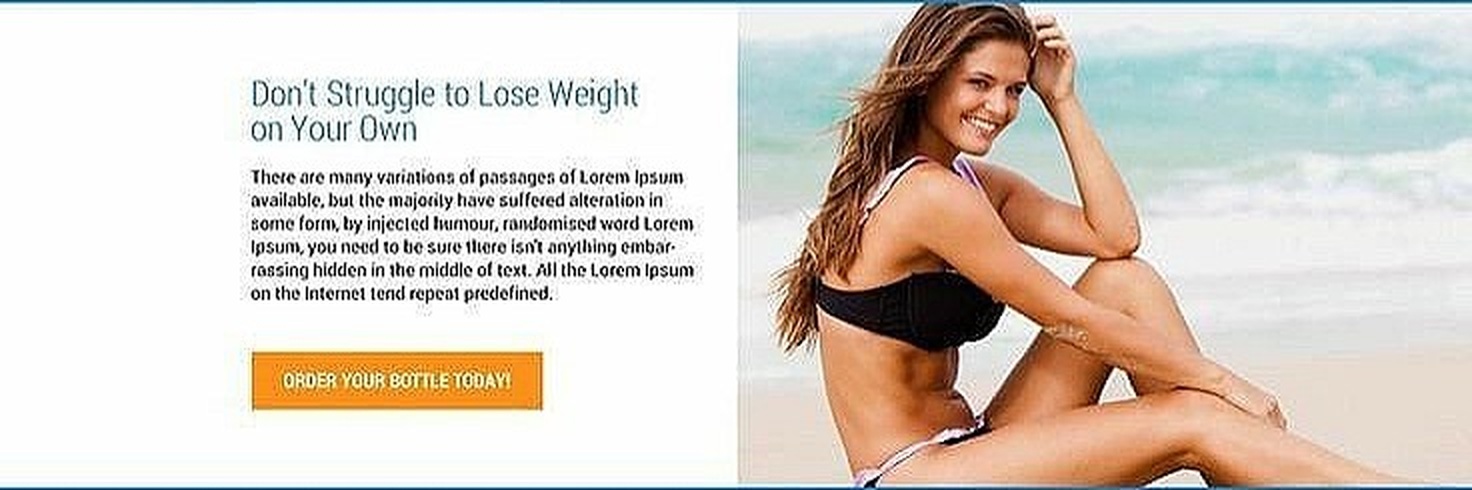 Don't Struggle to Lose Weight
on Your Own
There are many variations of passages of Lorem Ipsum
available, but the majority have suffered alteration in
some form, by injected humour, randomised word Lorem
Ipsum, you need to be sure there isn't anything embar-
rassing hidden in the middle of text. All the Lorem Ipsum
on the Internet tend repeat predefined.
ORDER YOUR BOTTLE TODAY!